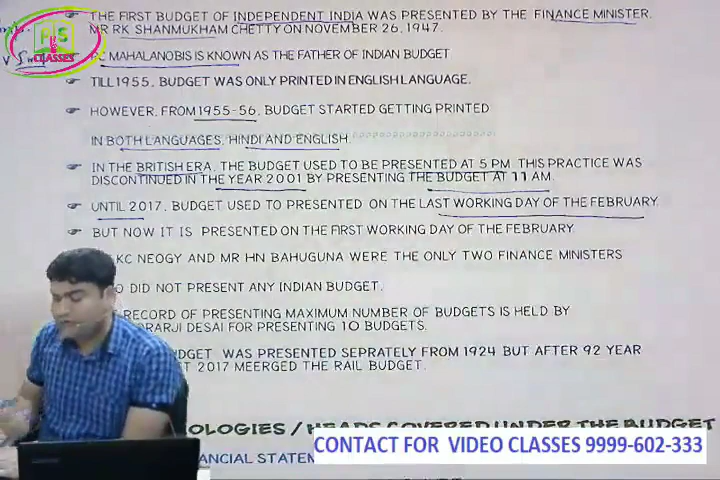 THE FIRST BUDGET OF INDEPENDENT INDIA WAS PRESENTED BY THE FINANCE MINISTER.
MR RK SHANMUKHAM CHETTY ON NOVEMBER 26, 1947.
PS
CLASSES
MAHALANOBIS IS KNOWN AS THE FATHER OF INDIAN BUDGET
TILL 1955, BUDGET WAS ONLY PRINTED IN ENGLISH LANGUAGE.
HOWEVER, FROM 1955-56, BUDGET STARTED GETTING PRINTED
IN BOTH LANGUAGES, HINDI AND ENGLISH.
IN THE BRITISH ERA, THE BUDGET USED TO BE PRESENTED AT 5 PM. THIS PRACTICE WAS
DISCONTINUED IN THE YEAR 2001 BY PRESENTING THE BUDGET AT 11 AM.
UNTIL 2017, BUDGET USED TO PRESENTED ON THE LAST WORKING DAY OF THE FEBRUARY.
BUT NOW IT IS PRESENTED ON THE FIRST WORKING DAY OF THE FEBRUARY.
KC NEOGY AND MR HN BAHUGUNA WERE THE ONLY TWO FINANCE MINISTERS
DID NOT PRESENT ANY INDIAN BUDGET.
RECORD OF PRESENTING MAXIMUM NUMBER OF BUDGETS IS HELD BY
DESAI FOR PRESENTING 10 BUDGETS.
WAS PRESENTED SEPRATELY FROM 1924 BUT AFTER 92 YEAR
2017 MEERGED THE RAIL BUDGET.
OLOGIES / HEADS COVERED UNDER THE BUDGET
CONTACT FOR VIDEO CLASSES 9999-602-333
ANCIAL STATEM